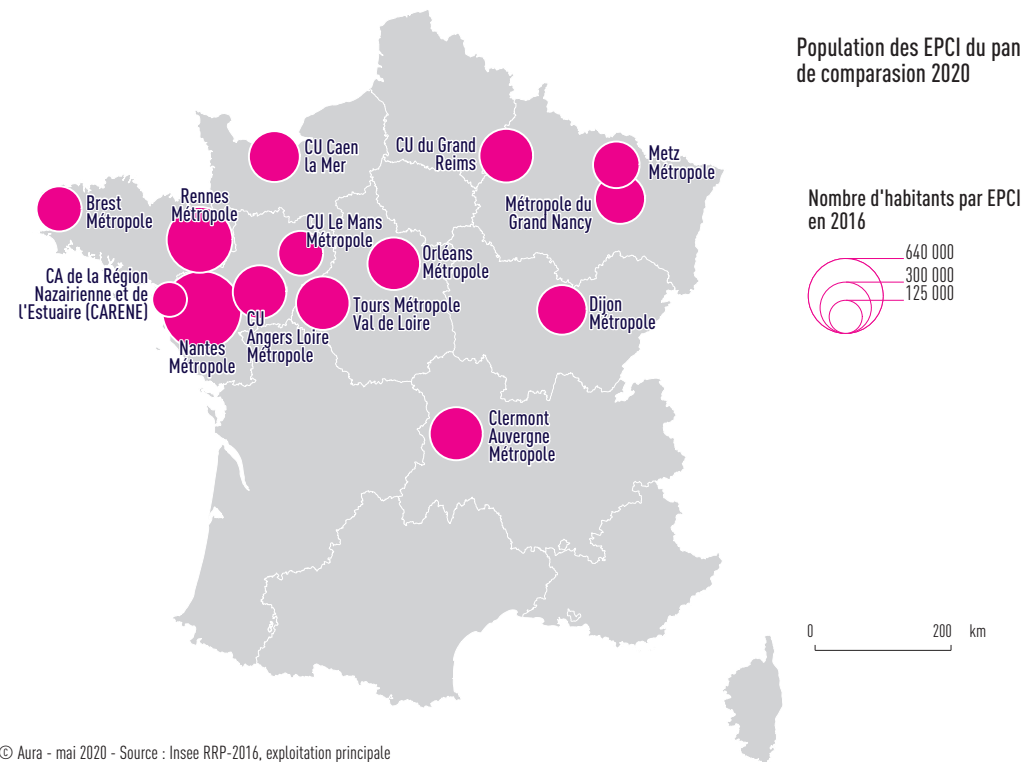 Population des EPCI du pan
de comparasion 2020
CU Caen
la Mer
CU du Grand
Reims
Metz
Métropole
Métropole du
Grand Nancy
Brest
Métropole
Rennes
Métropole
CU Le Mans
Métropole
Orléans
Métropole
CA de la Région
Nazairienne et de
l'Estuaire (CARENE)
Tours Métropole
Val de Loire
CU
Angers Loire
Métropole
Nantes
Métropole
Dijon
Métropole
Clermont
Auvergne
Métropole
Nombre d'habitants par EPCI
en 2016
640 000
300 000
125 000
0 200 km
© Aura - mai 2020 - Source : Insee RRP-2016, exploitation principale